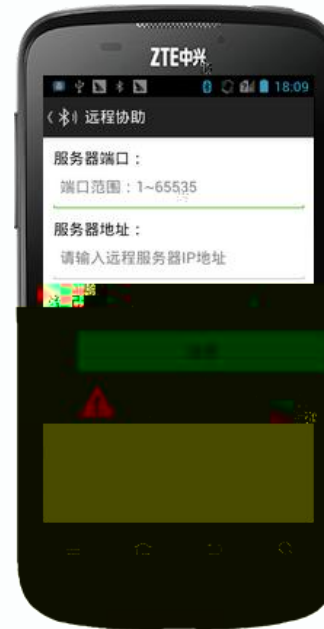 ZTE中兴
18:09
远程协助
服务器端口：
端口范围：1~65535
服务器地址：
请输入远程服务器IP地址